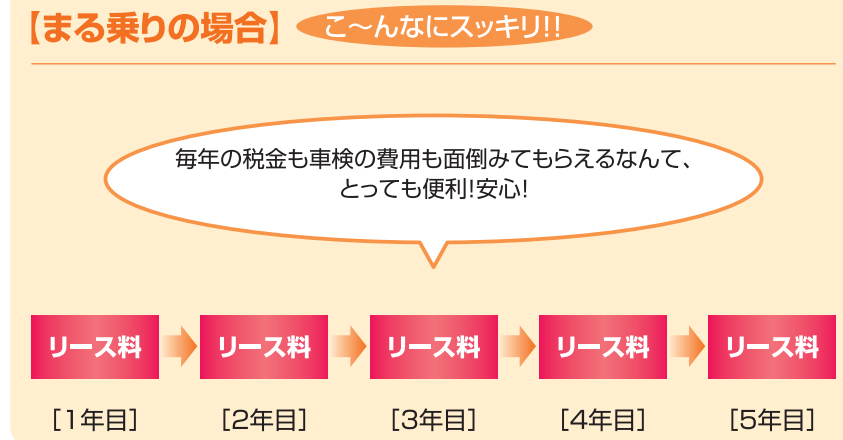 【まる乗りの場合】 こ〜んなにスッキリ!!
毎年の税金も車検の費用も面倒みてもらえるなんて、
とっても便利!安心!
リース料 リース料 リース料 リース料 リース料
[1年目] [2年目] [3年目] [4年目] [5年目]